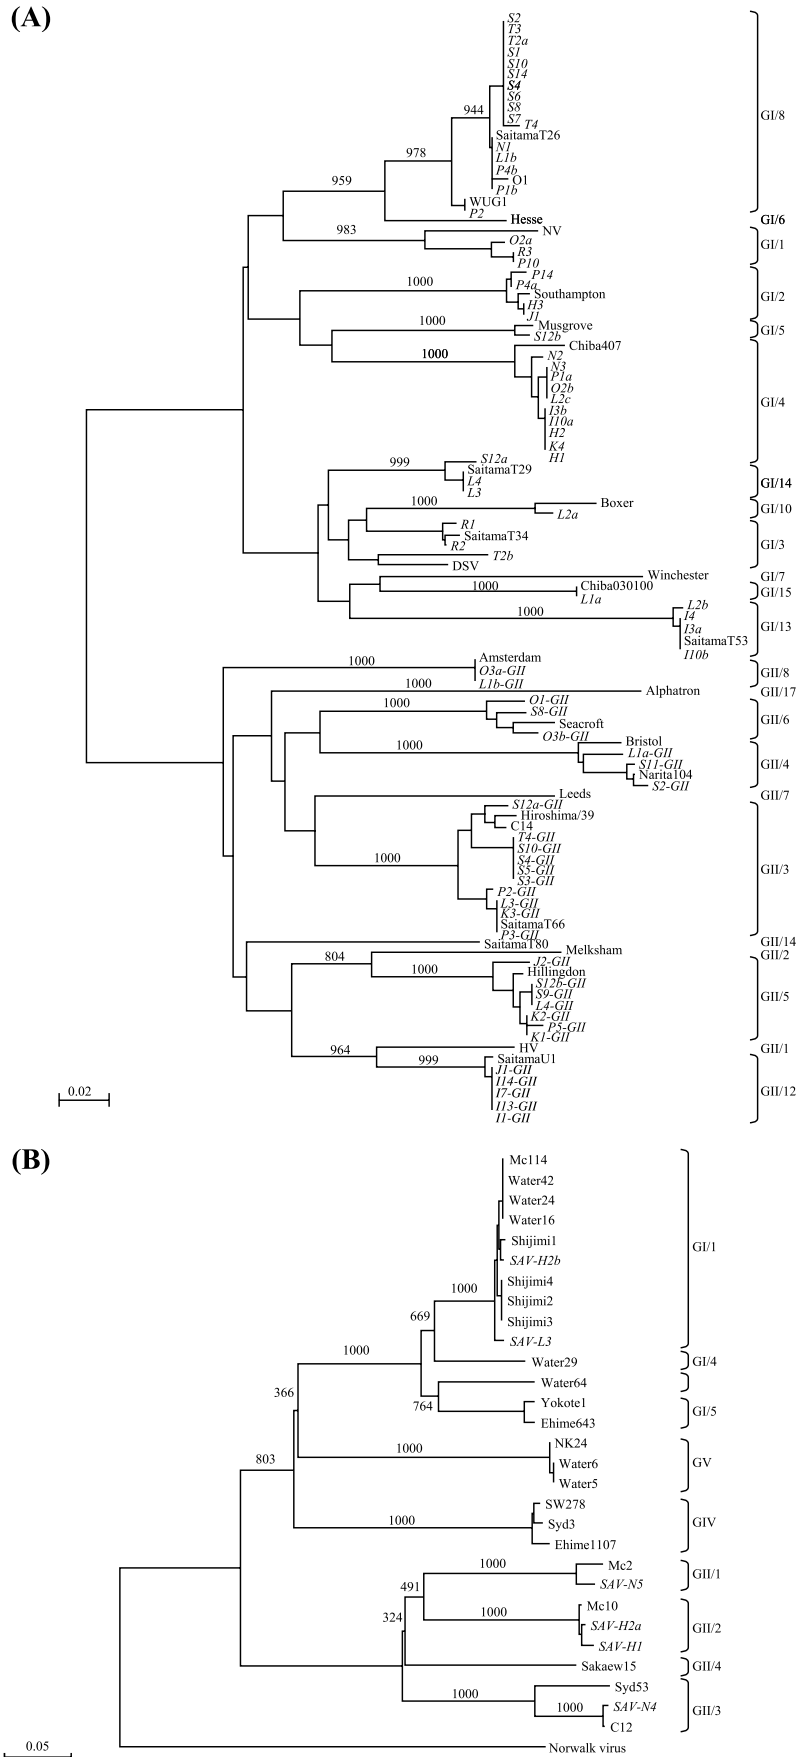 (A)
S2
T3
T2a
S1
S10
S14
S4
S6
S8
S7
T4
944
GI/8
SaitamaT26
N1
L1b
P4b
O1
P1b
978
959
WUG1
P2
Hesse
GI/6
983
NV
O2a
R3
P10
GI/1
1000
P14
P4a
Southampton
H3
J1
GI/2
1000
Musgrove
S12b
GI/5
1000
Chiba407
N2
N3
P1a
O2b
L2c
I3b
I10a
H2
K4
H1
GI/4
999
S12a
SaitamaT29
L4
L3
GI/14
1000
Boxer
L2a
GI/10
R1
SaitamaT34
R2
T2b
DSV
GI/3
Winchester
GI/7
1000
Chiba030100
L1a
GI/15
1000
L2b
I4
I3a
SaitamaT53
I10b
GI/13
1000
Amsterdam
O3a-GII
L1b-GII
GII/8
1000
Alphatron
GII/17
1000
O1-GII
S8-GII
Seacroft
O3b-GII
GII/6
1000
Bristol
L1a-GII
S11-GII
Narita104
S2-GII
GII/4
Leeds
GII/7
1000
S12a-GII
Hiroshima/39
C14
T4-GII
S10-GII
S4-GII
S5-GII
S3-GII
P2-GII
L3-GII
K3-GII
SaitamaT66
P3-GII
GII/3
SaitamaT80
GII/14
804
Melksham
GII/2
1000
J2-GII
Hillingdon
S12b-GII
S9-GII
L4-GII
K2-GII
P5-GII
K1-GII
GII/5
964
HV
GII/1
999
SaitamaU1
J1-GII
I14-GII
I7-GII
I13-GII
I1-GII
GII/12
0.02
(B)
Mc114
Water42
Water24
Water16
Shijimi1
SAV-H2b
Shijimi4
Shijimi2
Shijimi3
SAV-L3
GI/1
1000
669
1000
Water29
GI/4
Water64
764
Yokote1
Ehime643
GI/5
366
1000
NK24
Water6
Water5
GV
803
1000
SW278
Syd3
Ehime1107
GIV
1000
Mc2
SAV-N5
GII/1
491
1000
Mc10
SAV-H2a
SAV-H1
GII/2
324
Sakaew15
GII/4
1000
Syd53
1000
SAV-N4
C12
GII/3
0.05
Norwalk virus